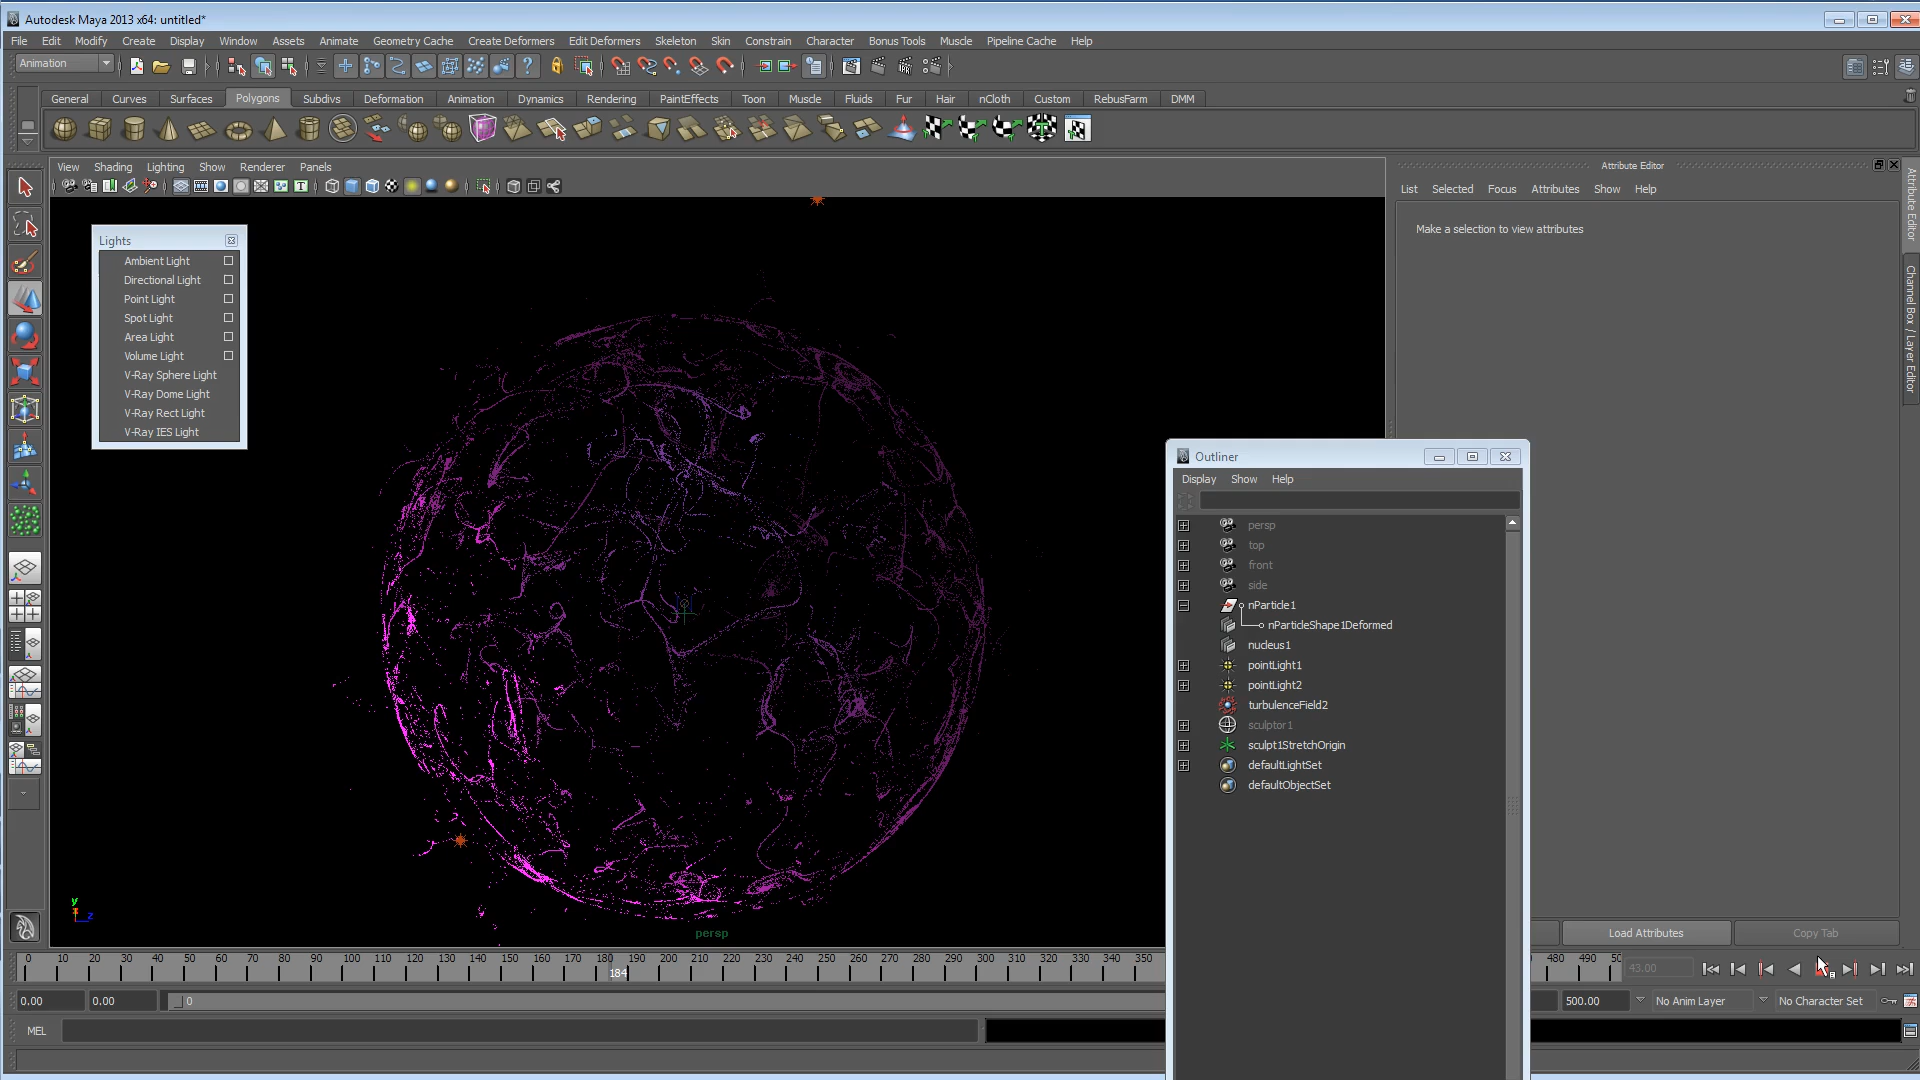 Autodesk Maya 2013 x64: untitled*
File Edit Modify Create Display Window Assets Animate Geometry Cache Create Deformers Edit Deformers Skeleton Skin Constrain Character Bonus Tools Muscle Pipeline Cache Help
Animation
General Curves Surfaces Polygons Subdivs Deformation Animation Dynamics Rendering PaintEffects Toon Muscle Fluids Fur Hair nCloth Custom RebusFarm DMM
View Shading Lighting Show Renderer Panels
Attribute Editor
List Selected Focus Attributes Show Help
Make a selection to view attributes
Attribute Editor
Channel Box / Layer Editor
Lights
Ambient Light
Directional Light
Point Light
Spot Light
Area Light
Volume Light
V-Ray Sphere Light
V-Ray Dome Light
V-Ray Rect Light
V-Ray IES Light
Outliner
Display Show Help
persp
top
front
side
nParticle1
nParticleShape1Deformed
nucleus1
pointLight1
pointLight2
turbulenceField2
sculptor1
sculpt1StretchOrigin
defaultLightSet
defaultObjectSet
y
z
persp
Load Attributes Copy Tab
0 10 20 30 40 50 60 70 80 90 100 110 120 130 140 150 160 170 180 190 200 210 220 230 240 250 260 270 280 290 300 310 320 330 340 350 480 490
184
43.00
0.00 0.00 0 500.00 No Anim Layer No Character Set
MEL